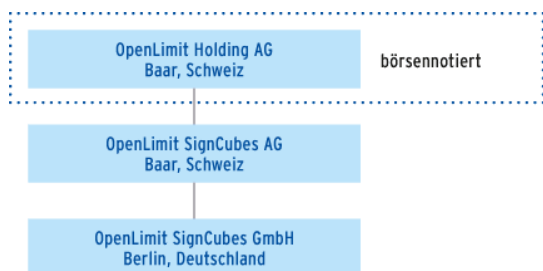 OpenLimit Holding AG
Baar, Schweiz
börsennotiert
OpenLimit SignCubes AG
Baar, Schweiz
OpenLimit SignCubes GmbH
Berlin, Deutschland